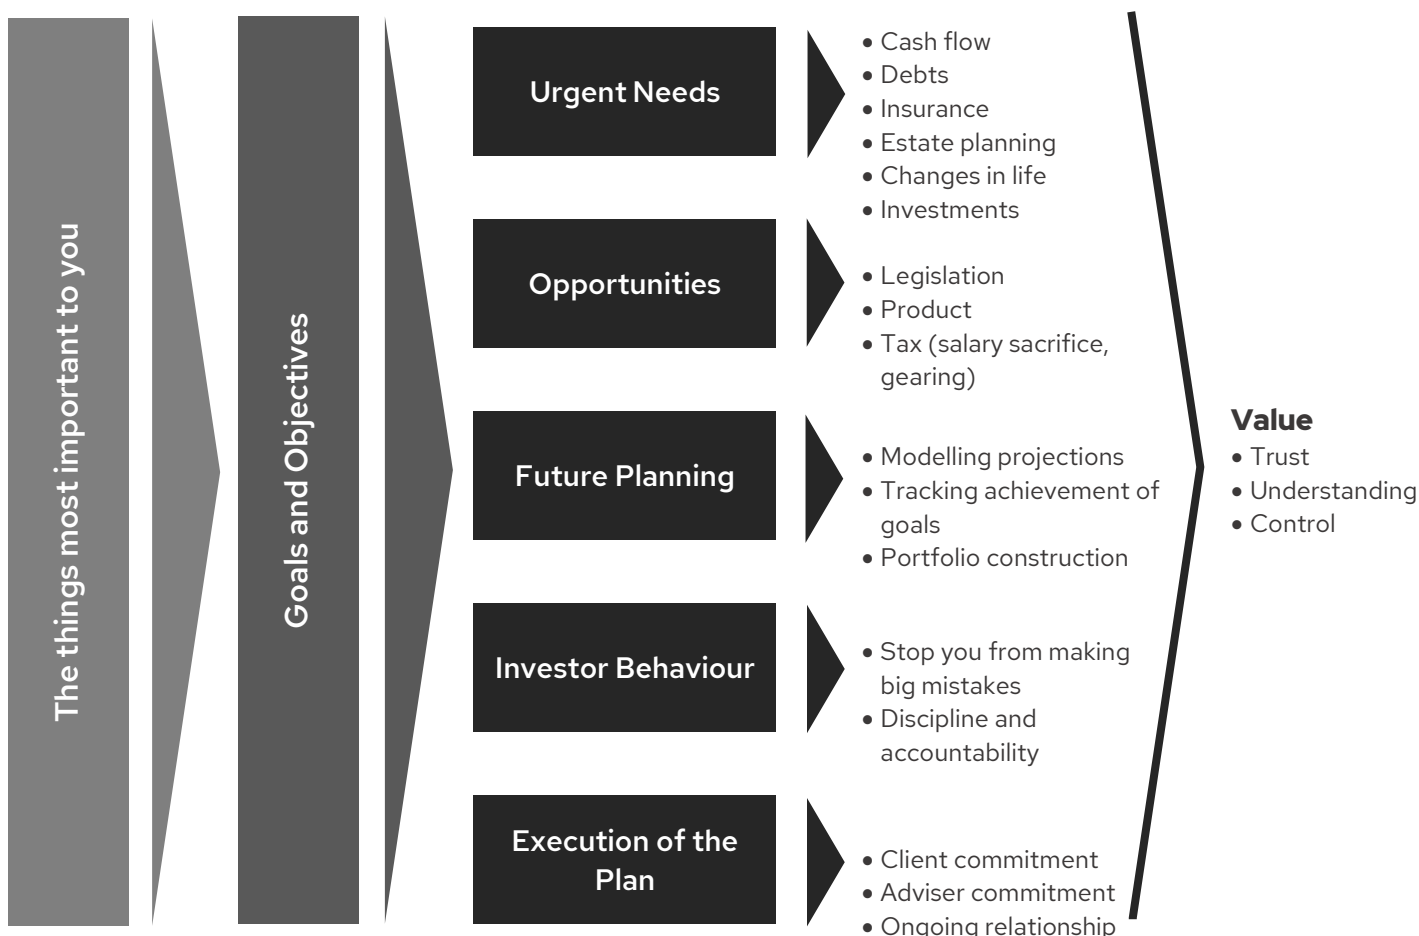 The things most important to you
Goals and Objectives
Urgent Needs
• Cash flow
• Debts
• Insurance
• Estate planning
• Changes in life
• Investments
Opportunities
• Legislation
• Product
• Tax (salary sacrifice,
gearing)
Future Planning
• Modelling projections
• Tracking achievement of
goals
• Portfolio construction
Investor Behaviour
• Stop you from making
big mistakes
• Discipline and
accountability
Execution of the
Plan
• Client commitment
• Adviser commitment
• Ongoing relationship
Value
• Trust
• Understanding
• Control